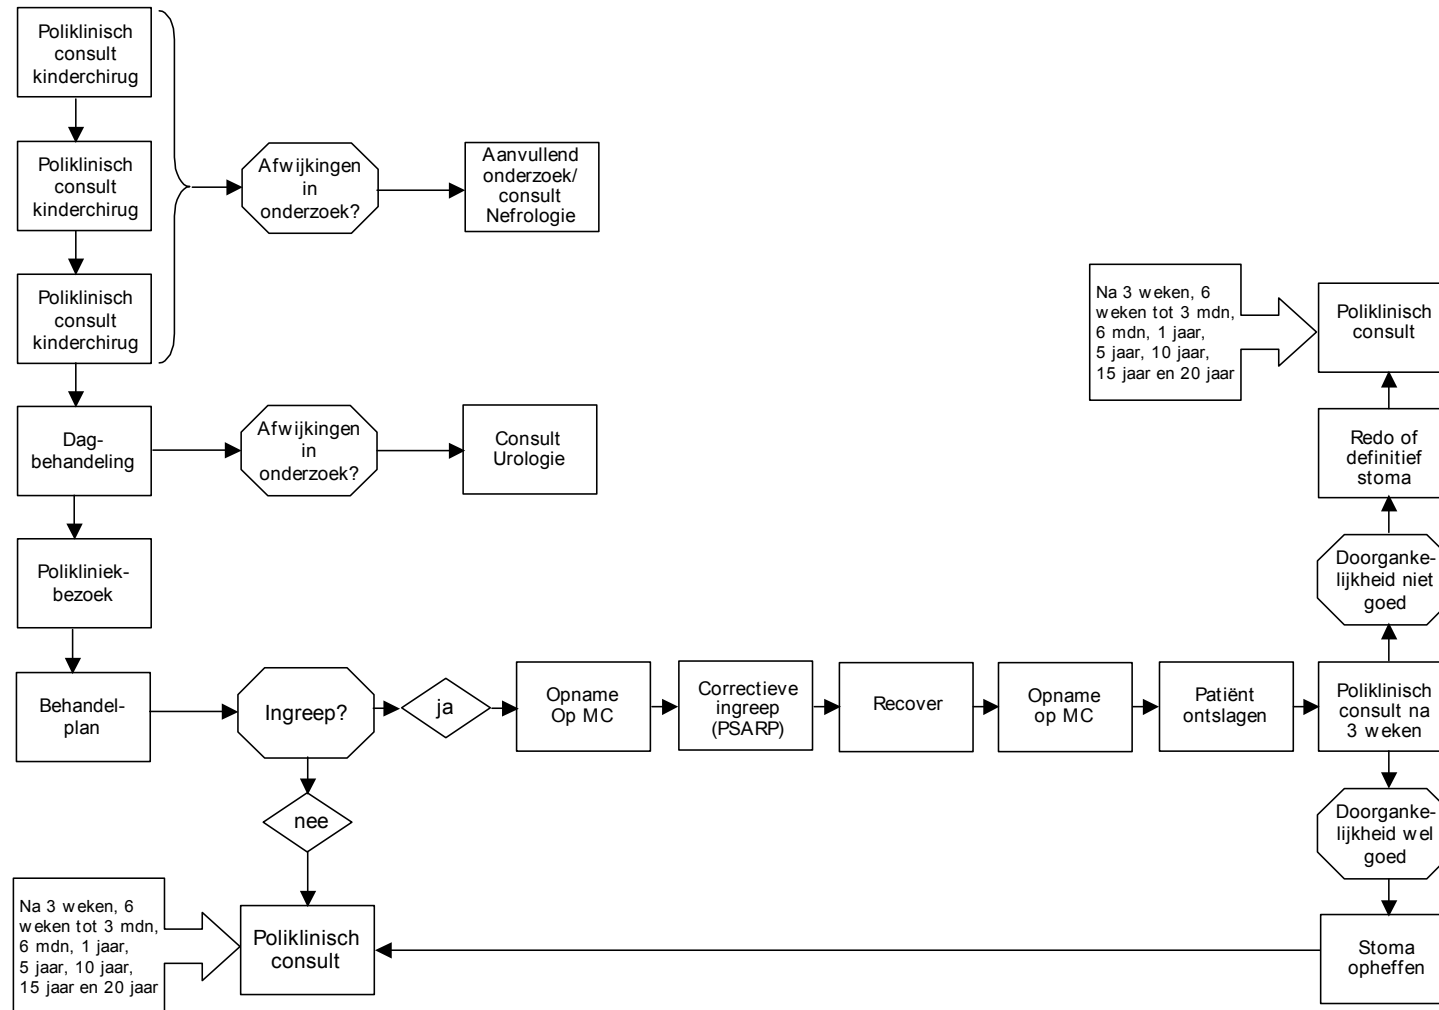 Poliklinisch
consult
kinderchirug
Poliklinisch
consult
kinderchirug
Afwijkingen
in
onderzoek?
Aanvullend
onderzoek/
consult
Nefrologie
Poliklinisch
consult
kinderchirug
Na 3 weken, 6
weken tot 3 mdn,
6 mdn, 1 jaar,
5 jaar, 10 jaar,
15 jaar en 20 jaar
Poliklinisch
consult
Dag-
behandeling
Afwijkingen
in
onderzoek?
Consult
Urologie
Redo of
definitief
stoma
Polikliniek-
bezoek
Doorganke-
lijkheid niet
goed
Behandel-
plan
Ingreep?
ja
Opname
Op MC
Correctieve
ingreep
(PSARP)
Recover
Opname
op MC
Patiënt
ontslagen
Poliklinisch
consult na
3 weken
nee
Doorganke-
lijkheid wel
goed
Na 3 weken, 6
weken tot 3 mdn,
6 mdn, 1 jaar,
5 jaar, 10 jaar,
15 jaar en 20 jaar
Poliklinisch
consult
Stoma
opheffen